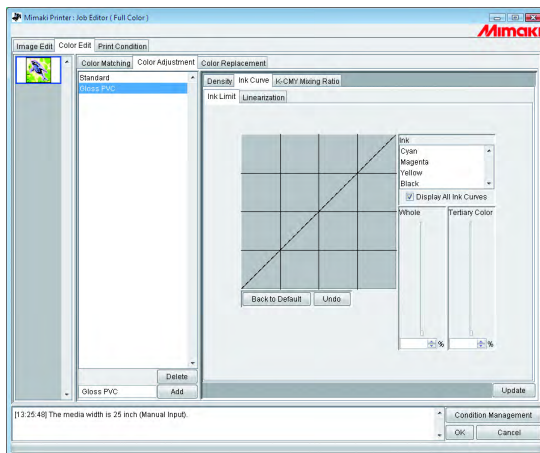 Mimaki Printer : Job Editor ( Full Color )
Mimaki
Image Edit Color Edit Print Condition
Color Matching Color Adjustment Color Replacement
Standard
Gloss PVC
Density Ink Curve K-CMY Mixing Ratio
Ink Limit Linearization
Ink
Cyan
Magenta
Yellow
Black
Display All Ink Curves
Whole Tertiary Color
Back to Default Undo
% %
Delete
Gloss PVC Add
Update
[13:25:48] The media width is 25 inch (Manual Input).
Condition Management
OK Cancel